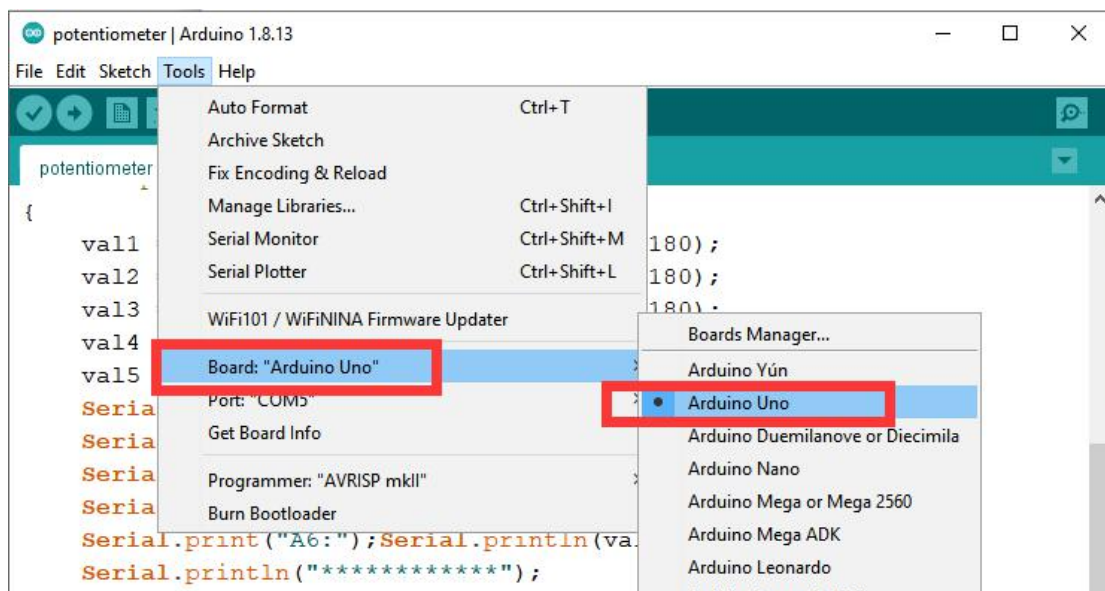 potentiometer | Arduino 1.8.13
File Edit Sketch Tools Help
potentiometer
Auto Format Ctrl+T
Archive Sketch
Fix Encoding & Reload
Manage Libraries... Ctrl+Shift+I
Serial Monitor Ctrl+Shift+M
Serial Plotter Ctrl+Shift+L
WiFi101 / WiFiNINA Firmware Updater
Board: "Arduino Uno"
Port: "COM5"
Get Board Info
Programmer: "AVRISP mkII"
Burn Bootloader
Boards Manager...
Arduino Yún
Arduino Uno
Arduino Duemilanove or Diecimila
Arduino Nano
Arduino Mega or Mega 2560
Arduino Mega ADK
Arduino Leonardo
{
val1 180);
val2 180);
val3 180);
val4
val5
Seria
Seria
Seria
Seria
Serial.print("A6:");Serial.println(va
Serial.println("************");